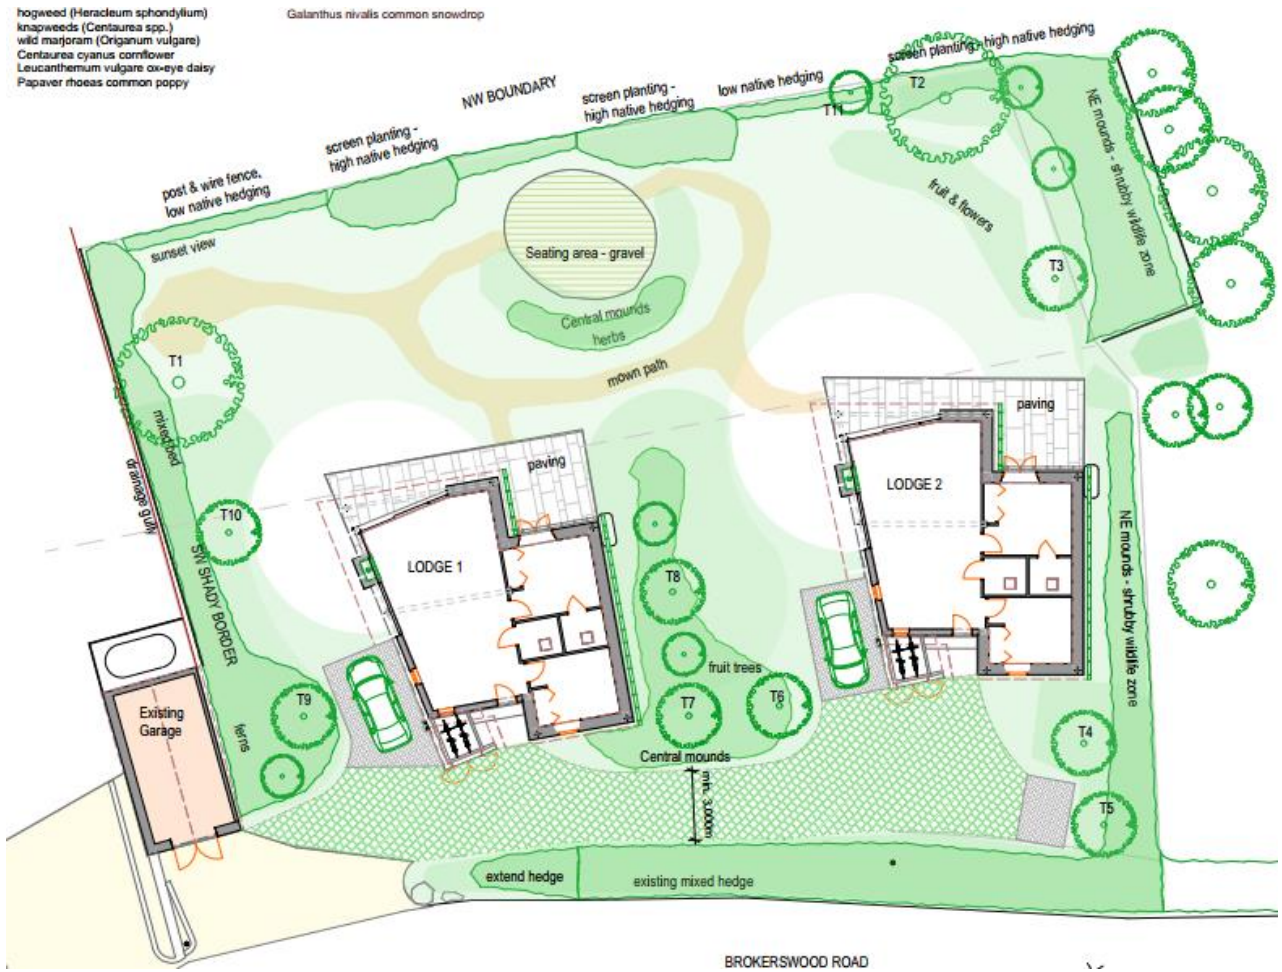 hogweed (Heracleum sphondylium)
knapweeds (Centaurea spp.)
wild marjoram (Origanum vulgare)
Centaurea cyanus cornflower
Leucanthemum vulgare ox-eye daisy
Papaver rhoeas common poppy
Galanthus nivalis common snowdrop
NW BOUNDARY
screen planting - high native hedging
low native hedging
screen planting -
high native hedging
screen planting -
high native hedging
post & wire fence,
low native hedging
sunset view
T11
T2
NE mounds - shrubby wildlife zone
fruit & flowers
T3
Seating area - gravel
Central mounds
herbs
mown path
T1
mixed bed
drainage gully
T10
SW SHADY BORDER
paving
LODGE 1
paving
LODGE 2
NE mounds - shrubby wildlife zone
T8
fruit trees
T7
T6
Central mounds
min. 3,000m
T9
ferns
Existing
Garage
T4
T5
extend hedge
existing mixed hedge
BROKERSWOOD ROAD